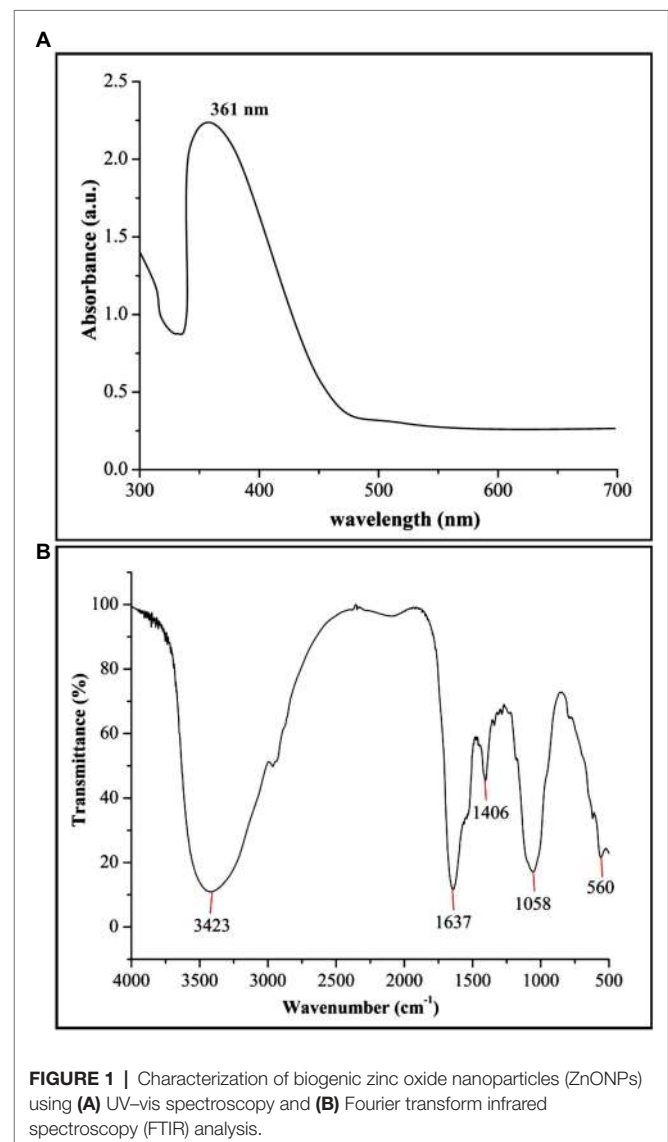 A
2.5
361 nm
2.0
1.5
1.0
0.5
0.0
Absorbance (a.u.)
300 400 500 600 700
wavelength (nm)
B
100
80
60
40
20
0
Transmittance (%)
3423
1637
1406
1058
560
4000 3500 3000 2500 2000 1500 1000 500
Wavenumber (cm⁻¹)
FIGURE 1 | Characterization of biogenic zinc oxide nanoparticles (ZnONPs)
using (A) UV–vis spectroscopy and (B) Fourier transform infrared
spectroscopy (FTIR) analysis.